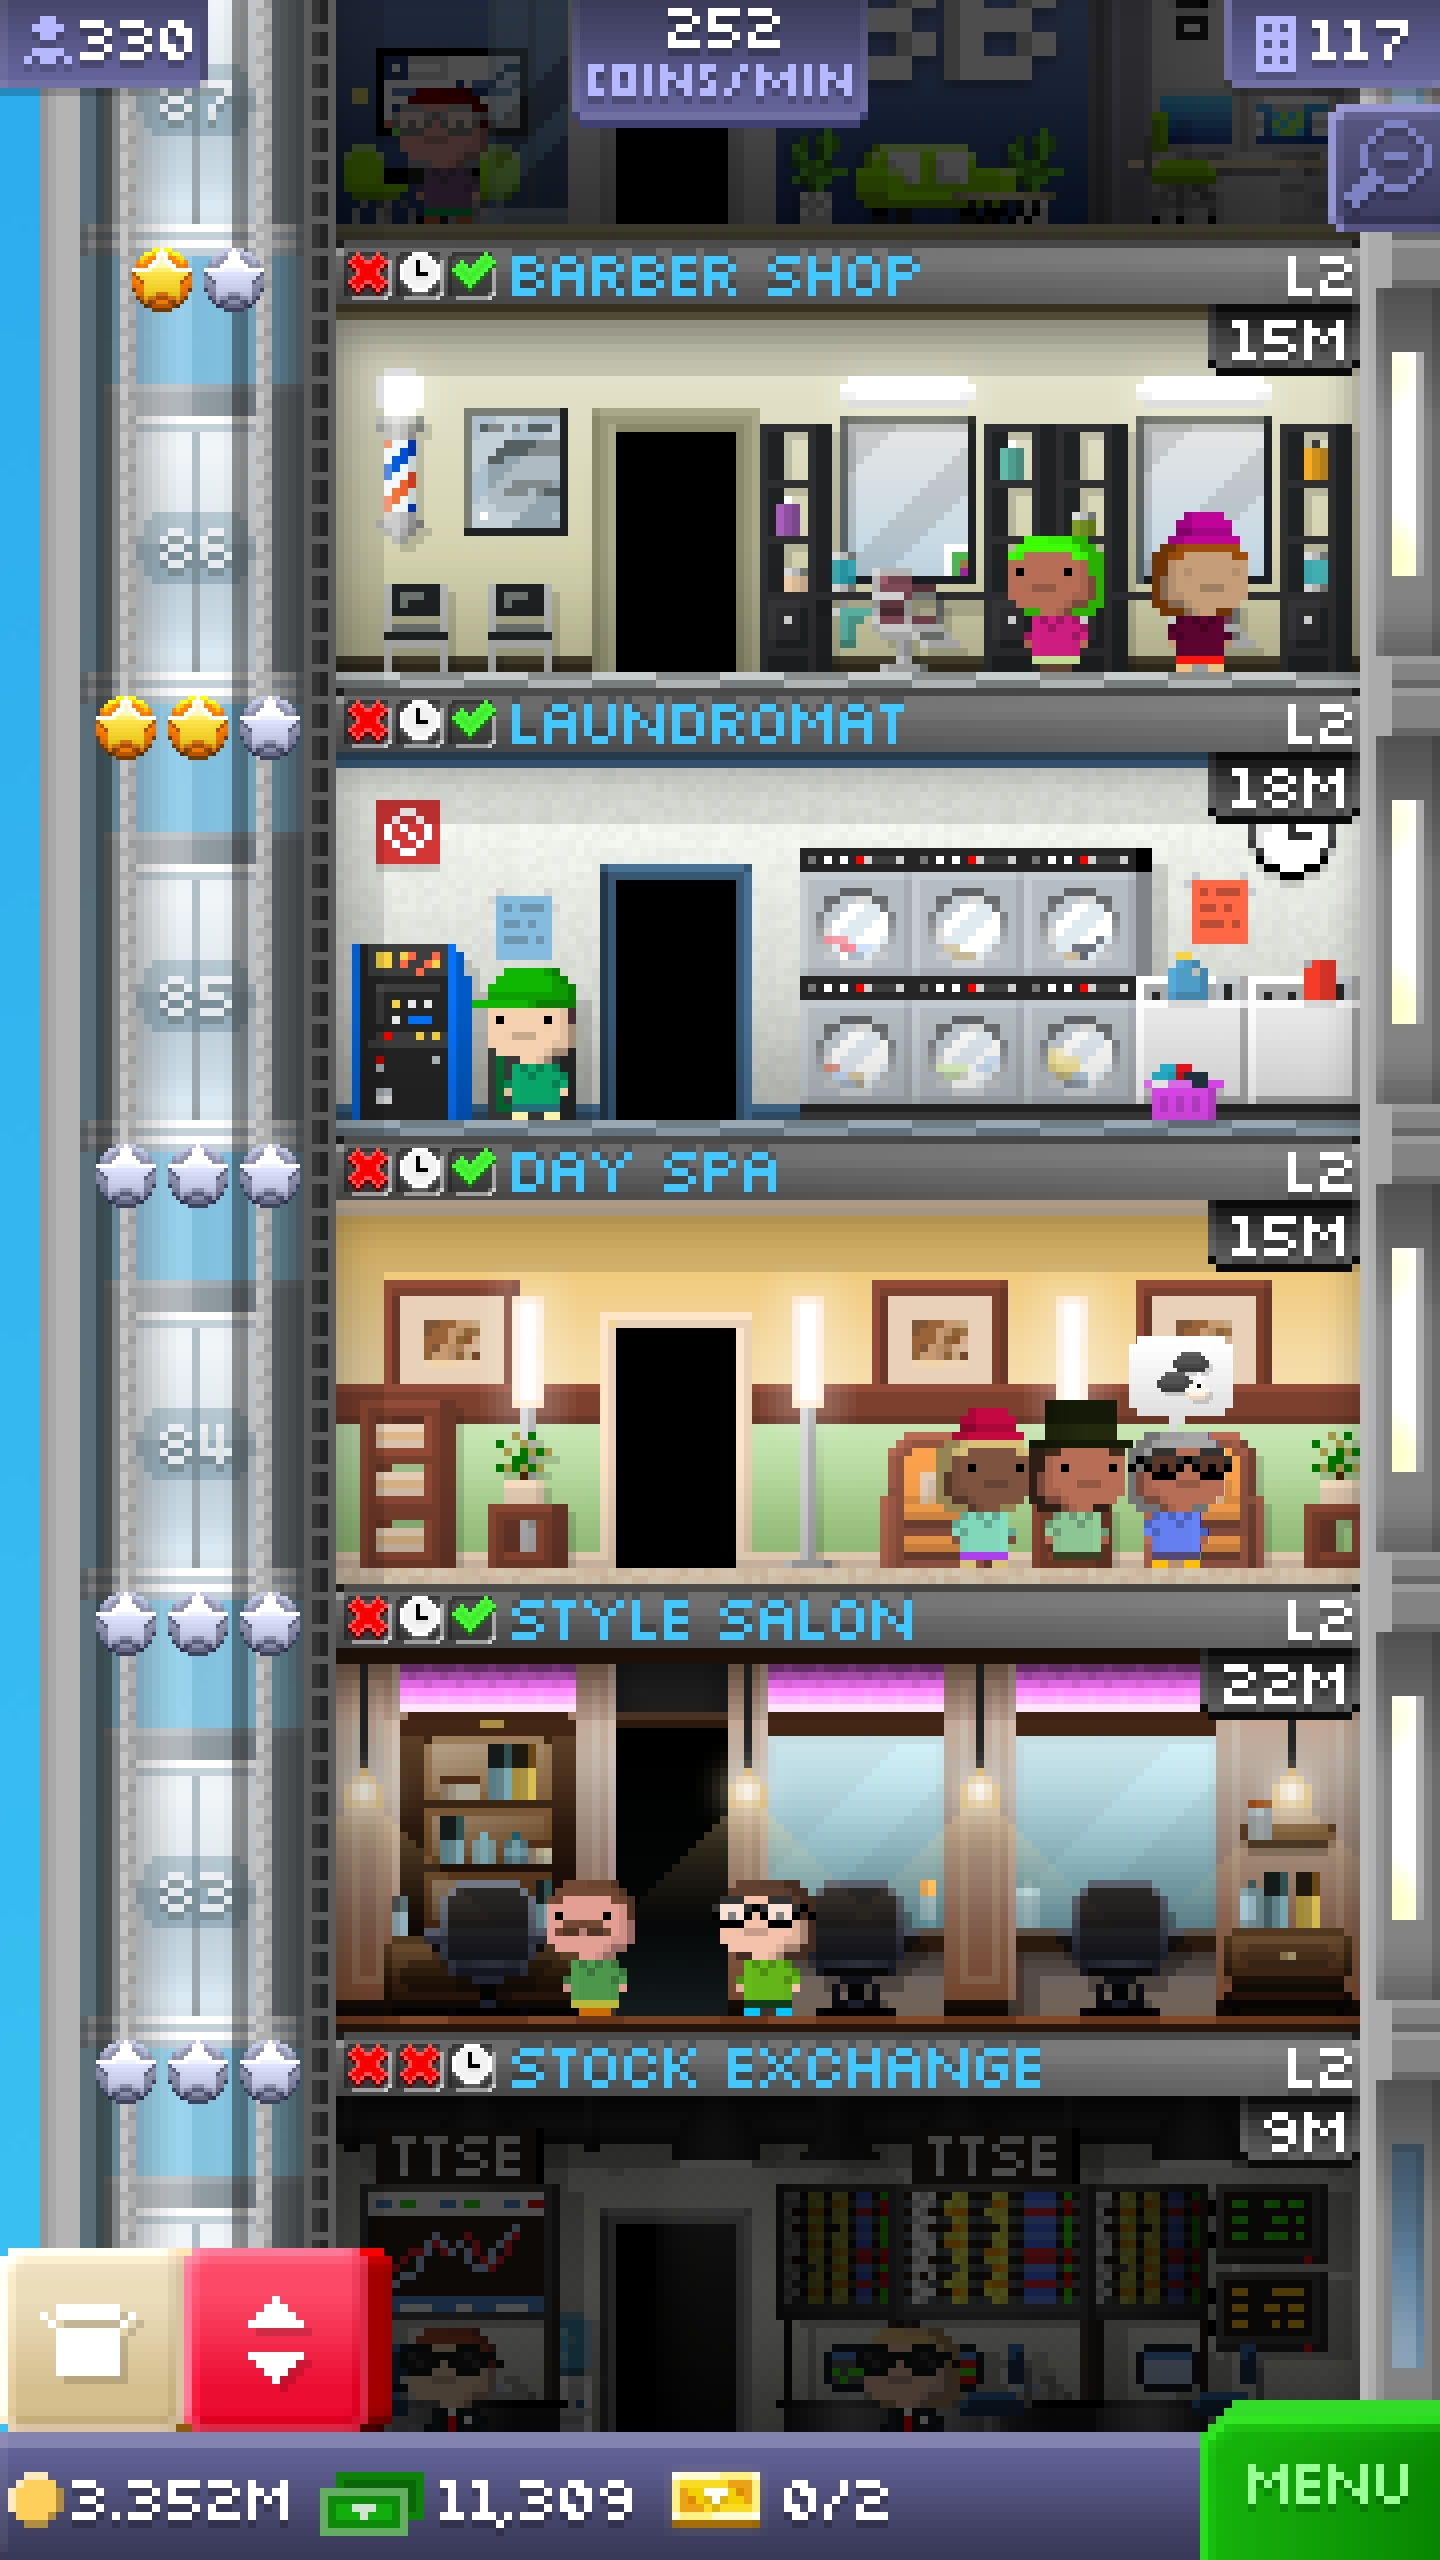 330
252
COINS/MIN
117
87
BARBER SHOP
L2
15M
86
LAUNDROMAT
L2
18M
85
DAY SPA
L2
15M
84
STYLE SALON
L2
22M
83
STOCK EXCHANGE
L2
9M
TTSE
TTSE
3.352M
11,309
0/2
MENU